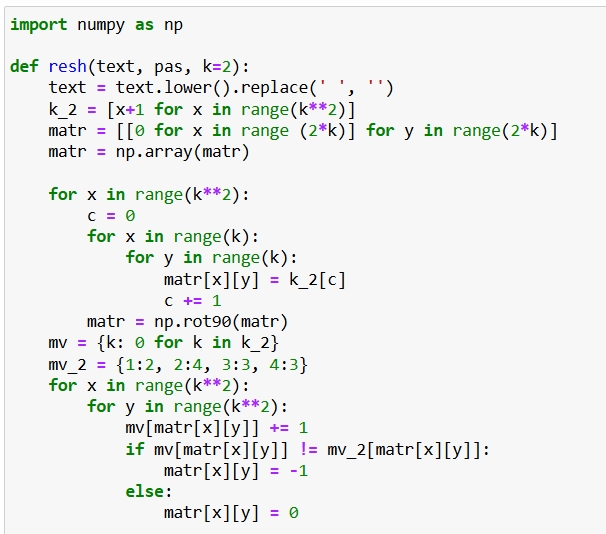 import numpy as np
def resh(text, pas, k=2):
    text = text.lower().replace(' ', '')
    k_2 = [x+1 for x in range(k**2)]
    matr = [[0 for x in range (2*k)] for y in range(2*k)]
    matr = np.array(matr)
    for x in range(k**2):
        c = 0
        for x in range(k):
            for y in range(k):
                matr[x][y] = k_2[c]
                c += 1
        matr = np.rot90(matr)
    mv = {k: 0 for k in k_2}
    mv_2 = {1:2, 2:4, 3:3, 4:3}
    for x in range(k**2):
        for y in range(k**2):
            mv[matr[x][y]] += 1
            if mv[matr[x][y]] != mv_2[matr[x][y]]:
                matr[x][y] = -1
            else:
                matr[x][y] = 0